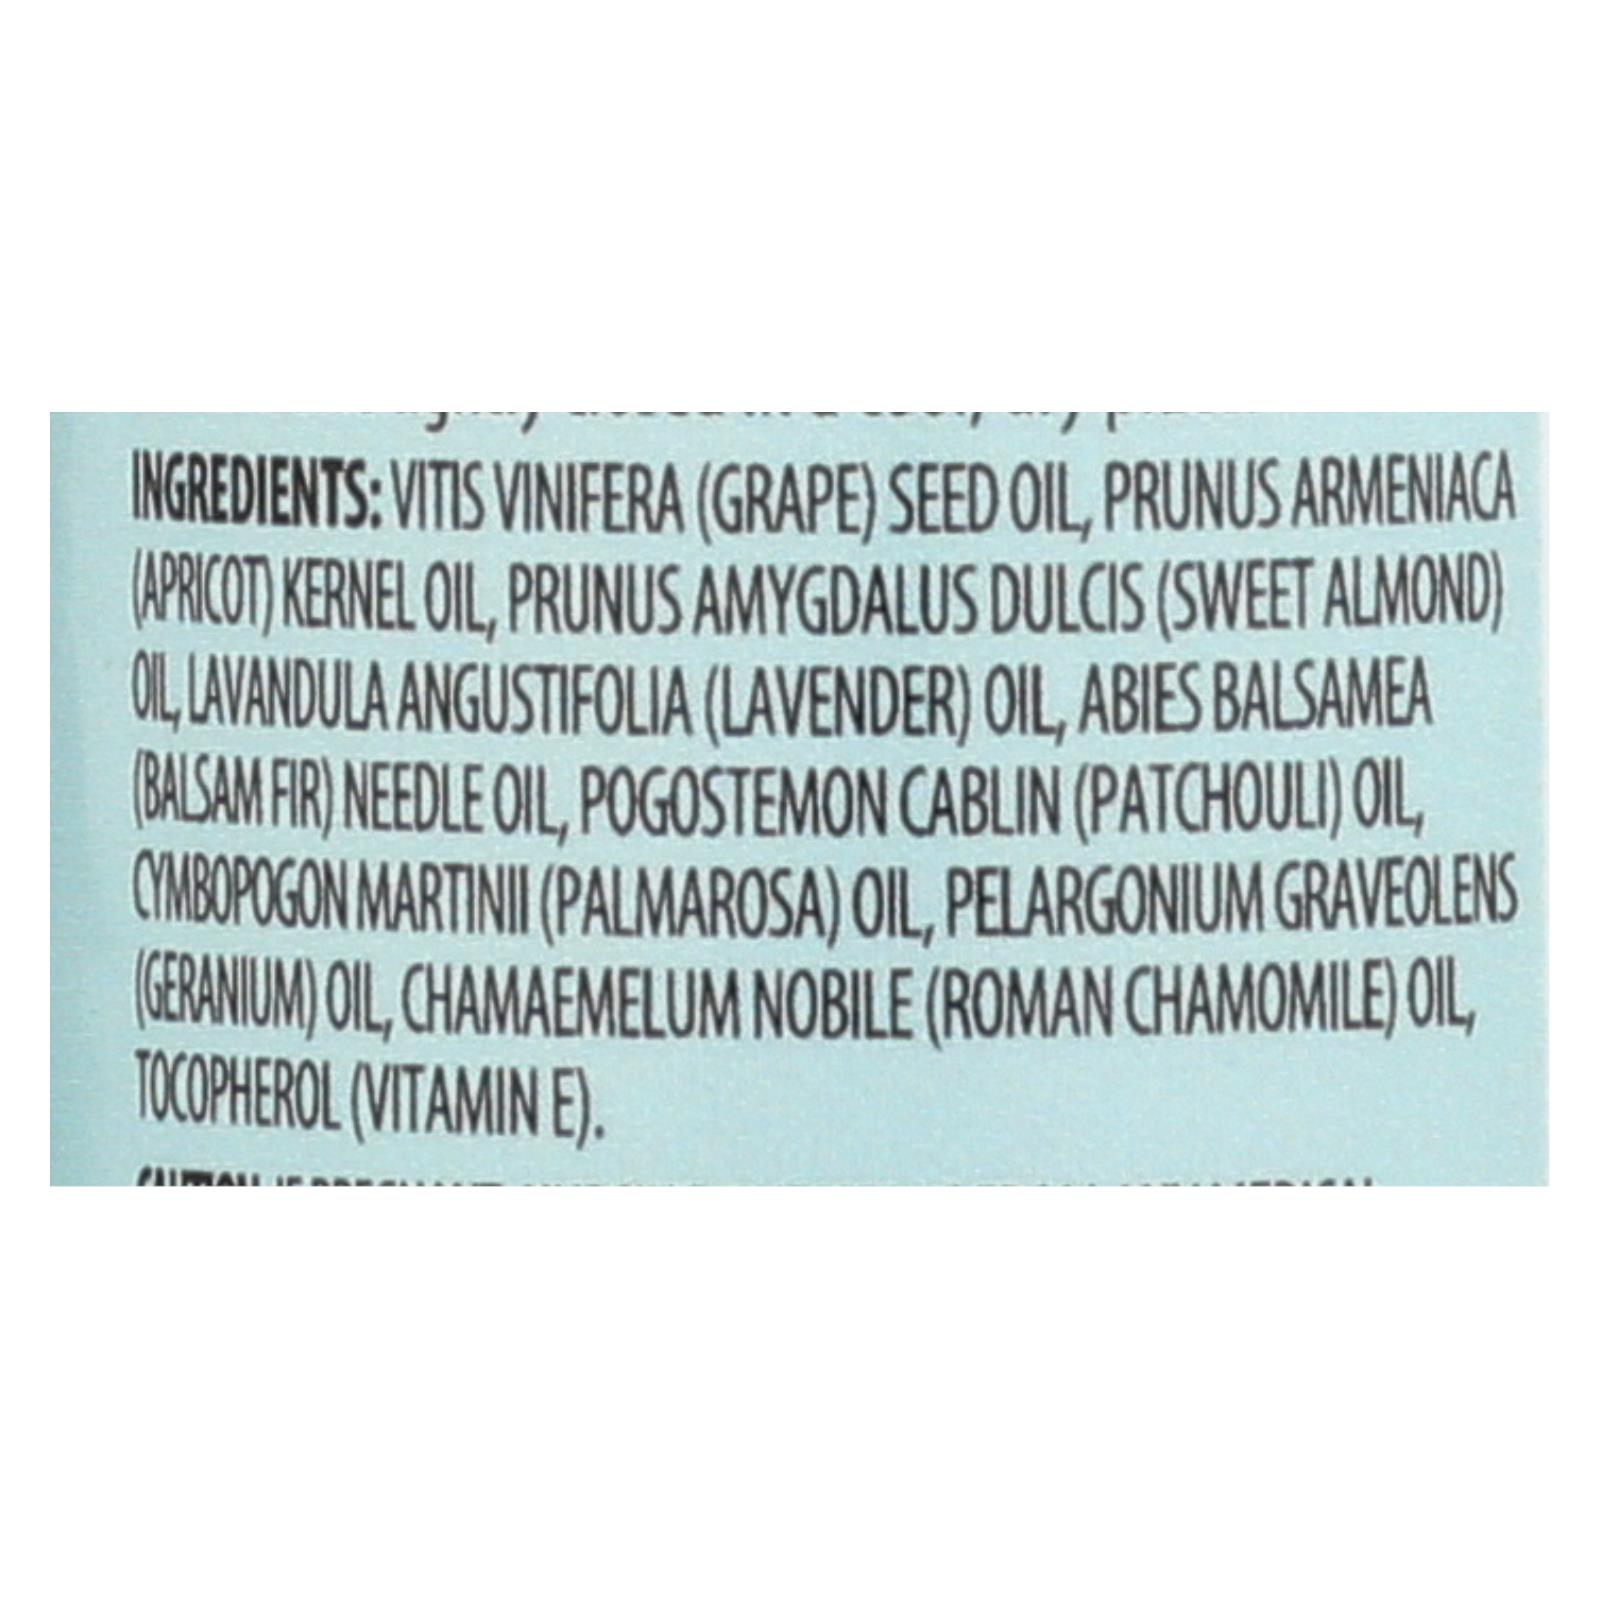 INGREDIENTS: VITIS VINIFERA (GRAPE) SEED OIL, PRUNUS ARMENIACA
(APRICOT) KERNEL OIL, PRUNUS AMYGDALUS DULCIS (SWEET ALMOND)
OIL, LAVANDULA ANGUSTIFOLIA (LAVENDER) OIL, ABIES BALSAMEA
(BALSAM FIR) NEEDLE OIL, POGOSTEMON CABLIN (PATCHOULI) OIL,
CYMBOPOGON MARTINII (PALMAROSA) OIL, PELARGONIUM GRAVEOLENS
(GERANIUM) OIL, CHAMAEMELUM NOBILE (ROMAN CHAMOMILE) OIL,
TOCOPHEROL (VITAMIN E).